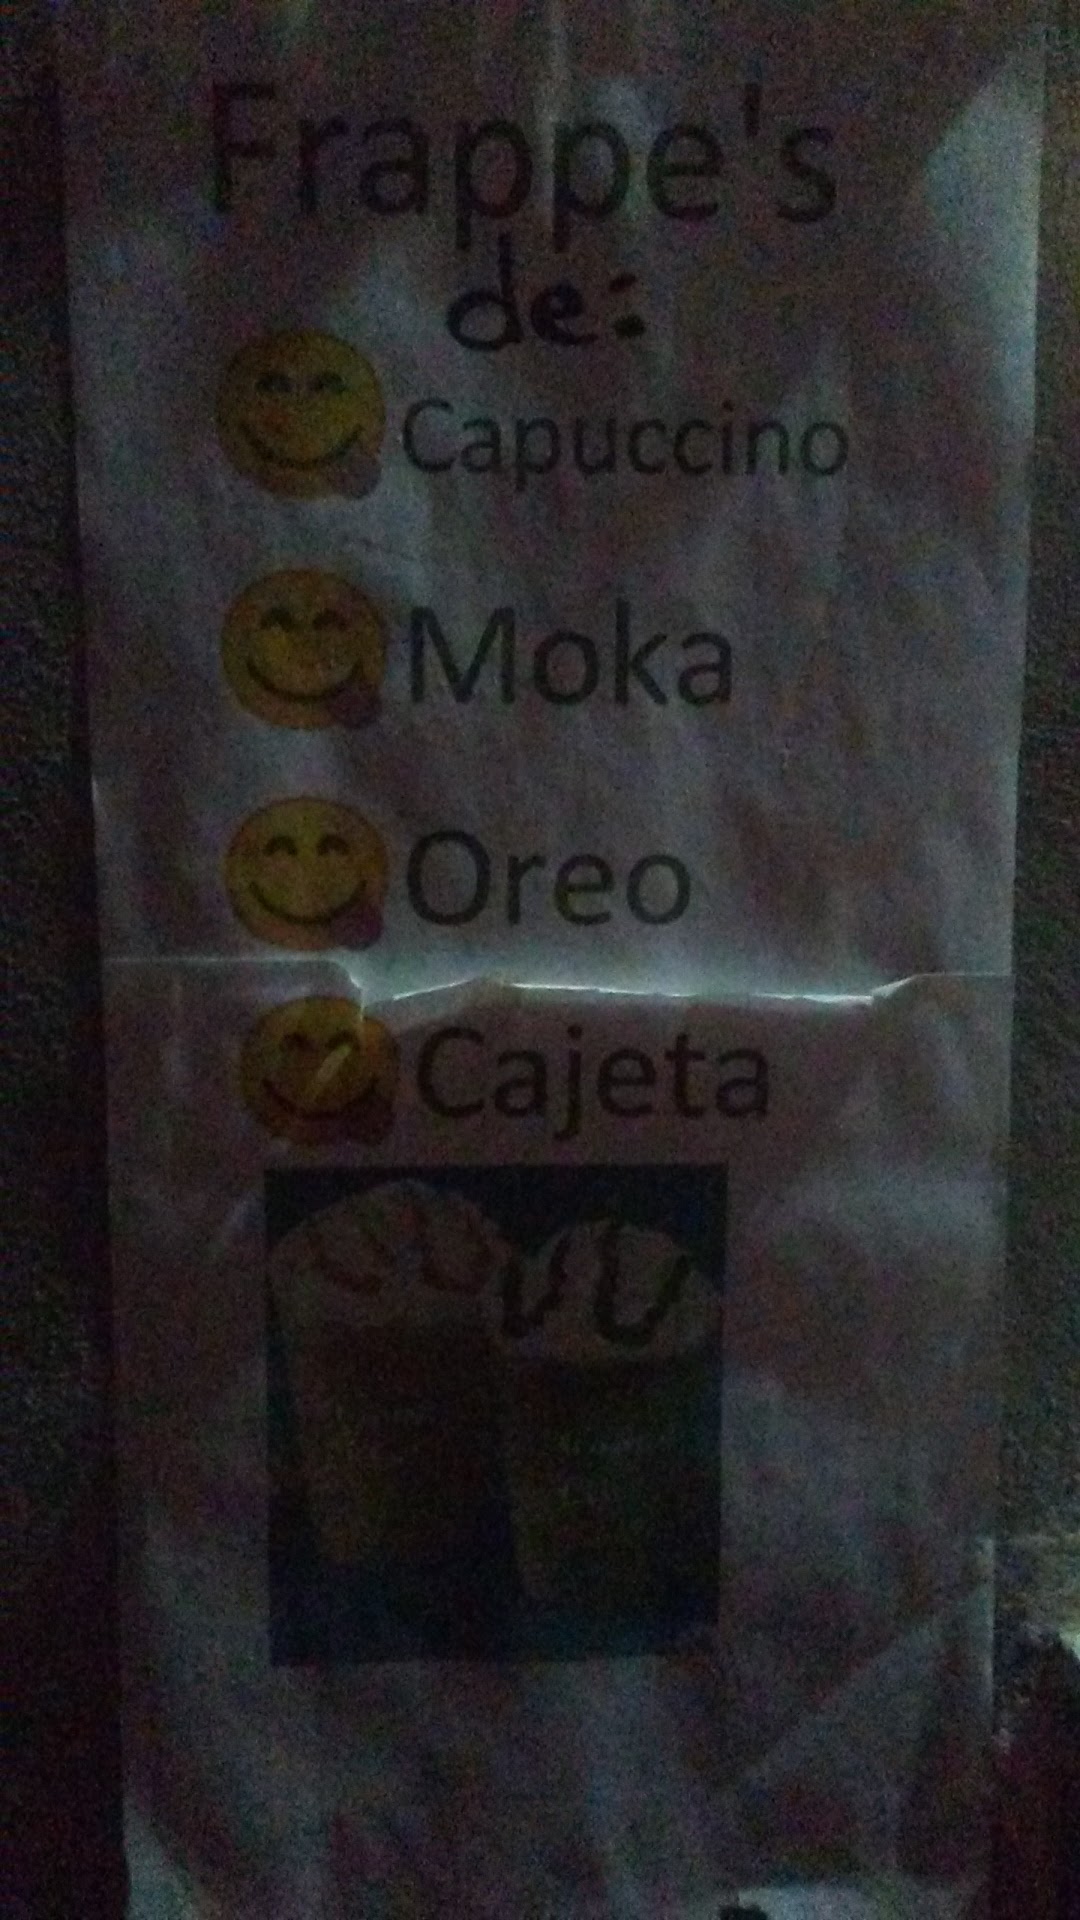 Frappe's
de:
Capuccino
Moka
Oreo
Cajeta